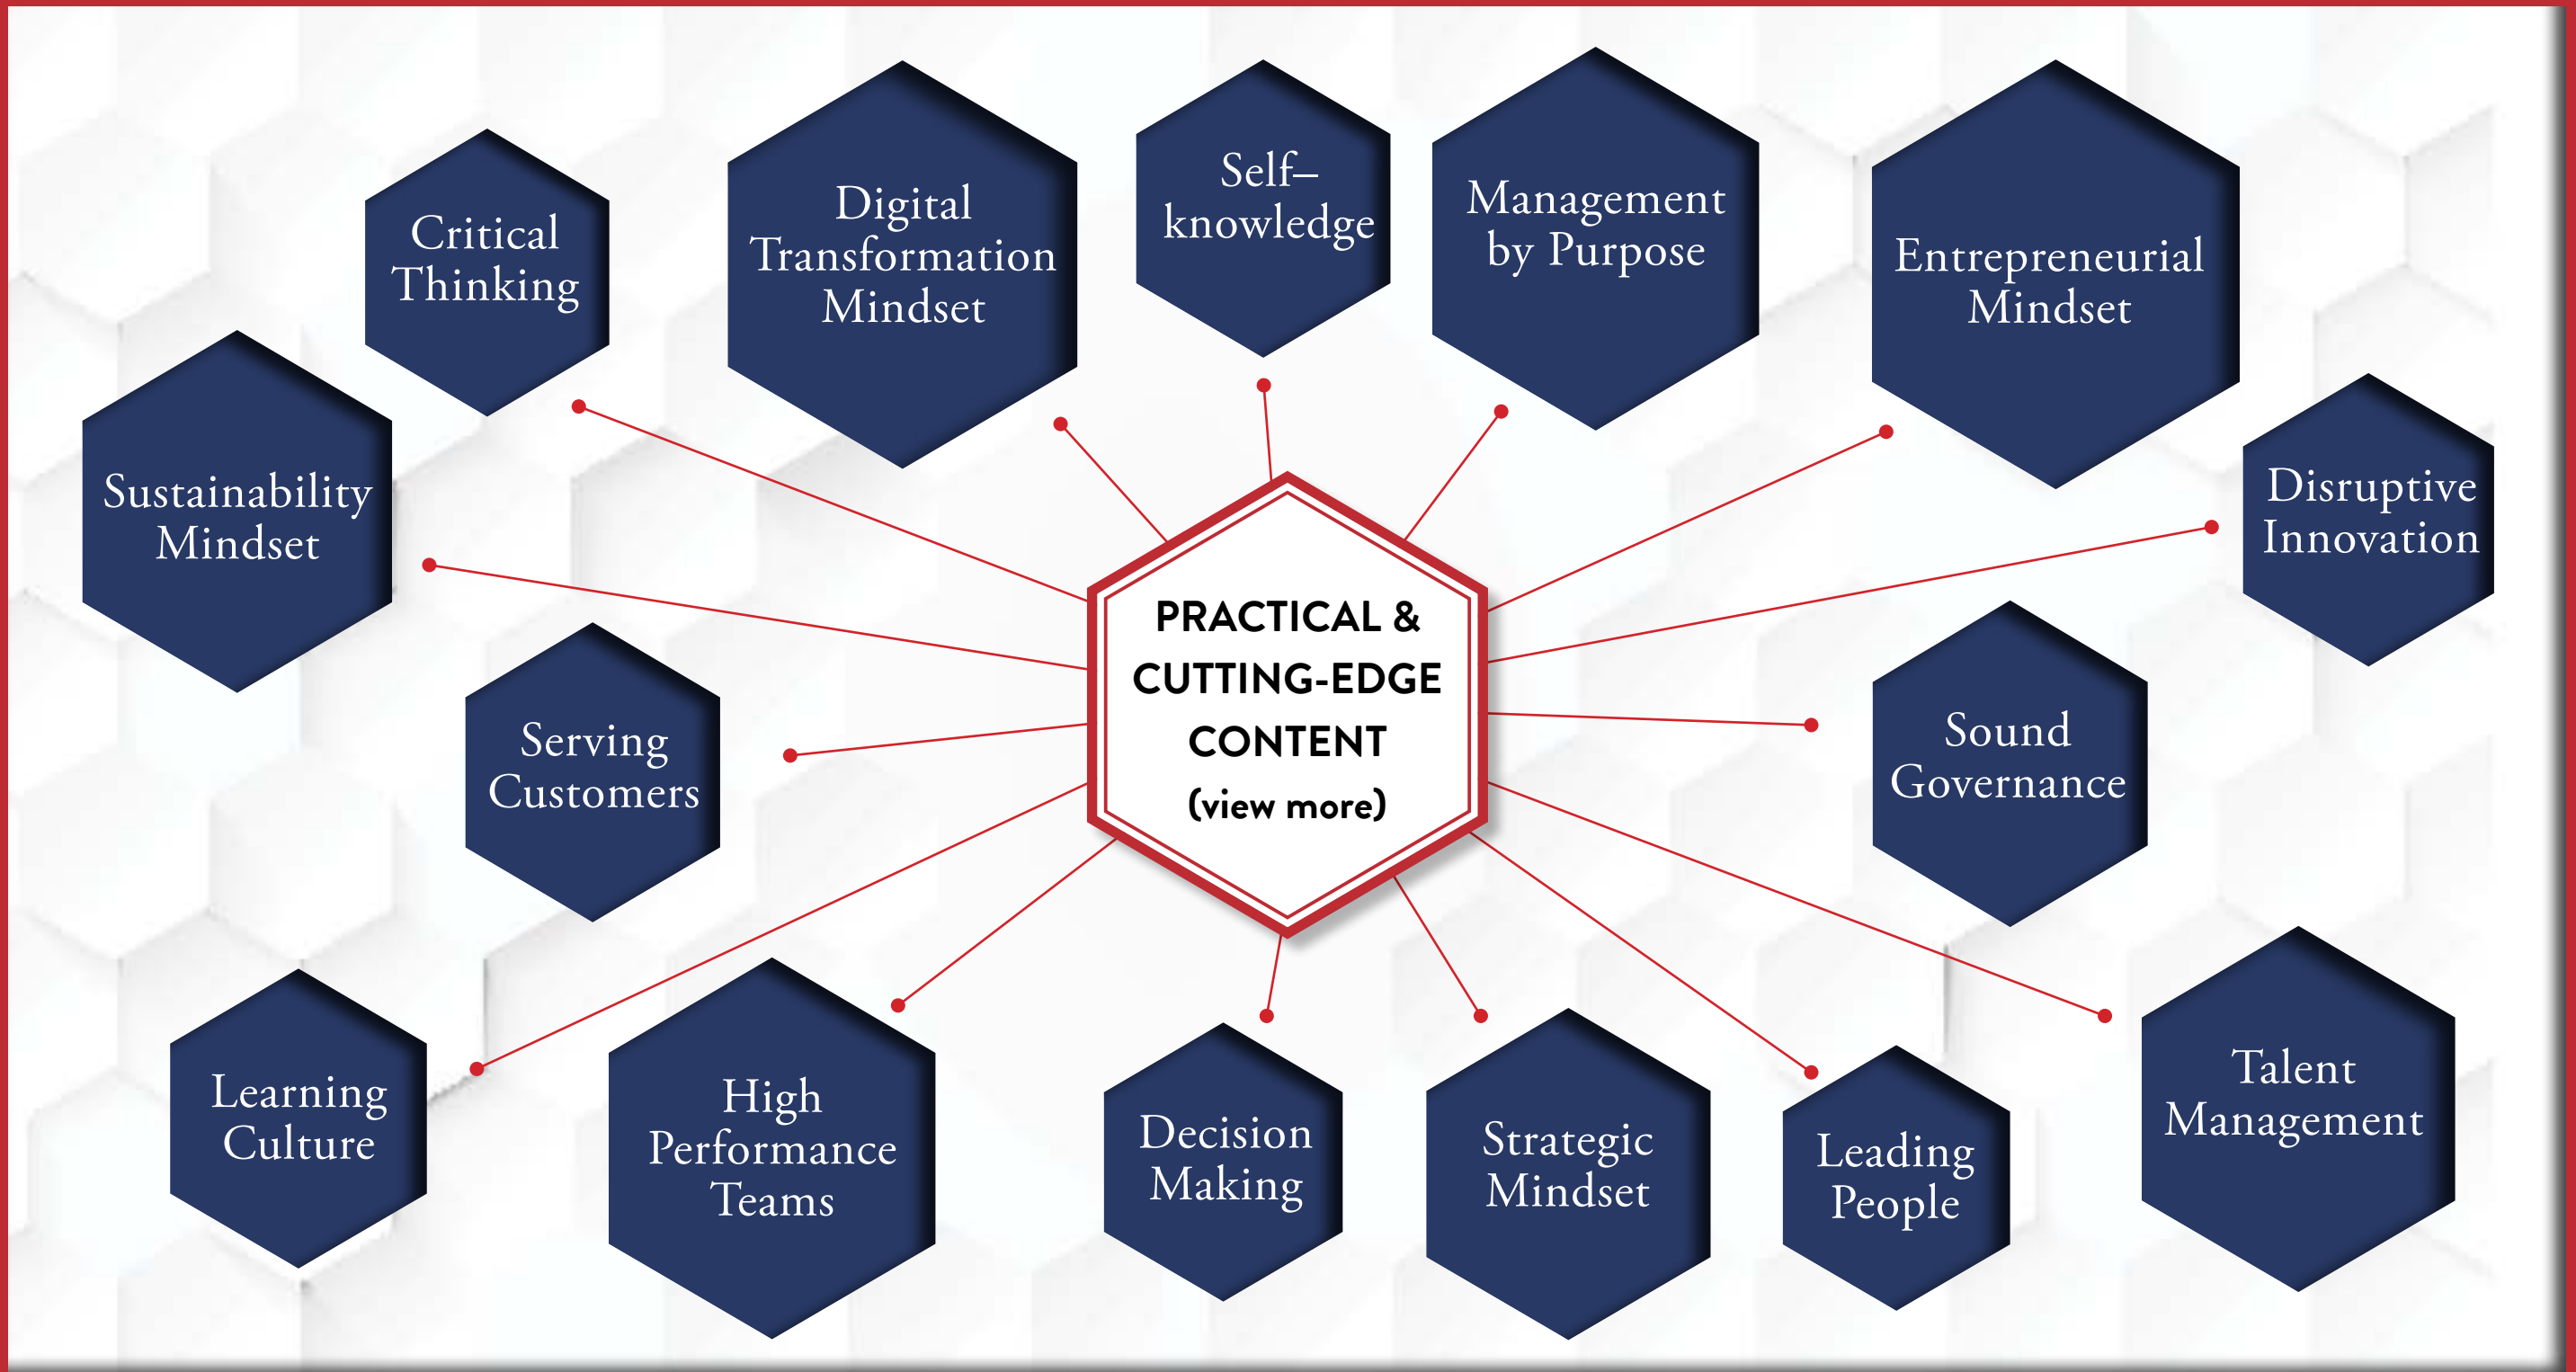 Critical
Thinking
Digital
Transformation
Mindset
Self–
knowledge
Management
by Purpose
Entrepreneurial
Mindset
Sustainability
Mindset
Disruptive
Innovation
PRACTICAL &
CUTTING-EDGE
CONTENT
(view more)
Serving
Customers
Sound
Governance
Learning
Culture
High
Performance
Teams
Decision
Making
Strategic
Mindset
Leading
People
Talent
Management